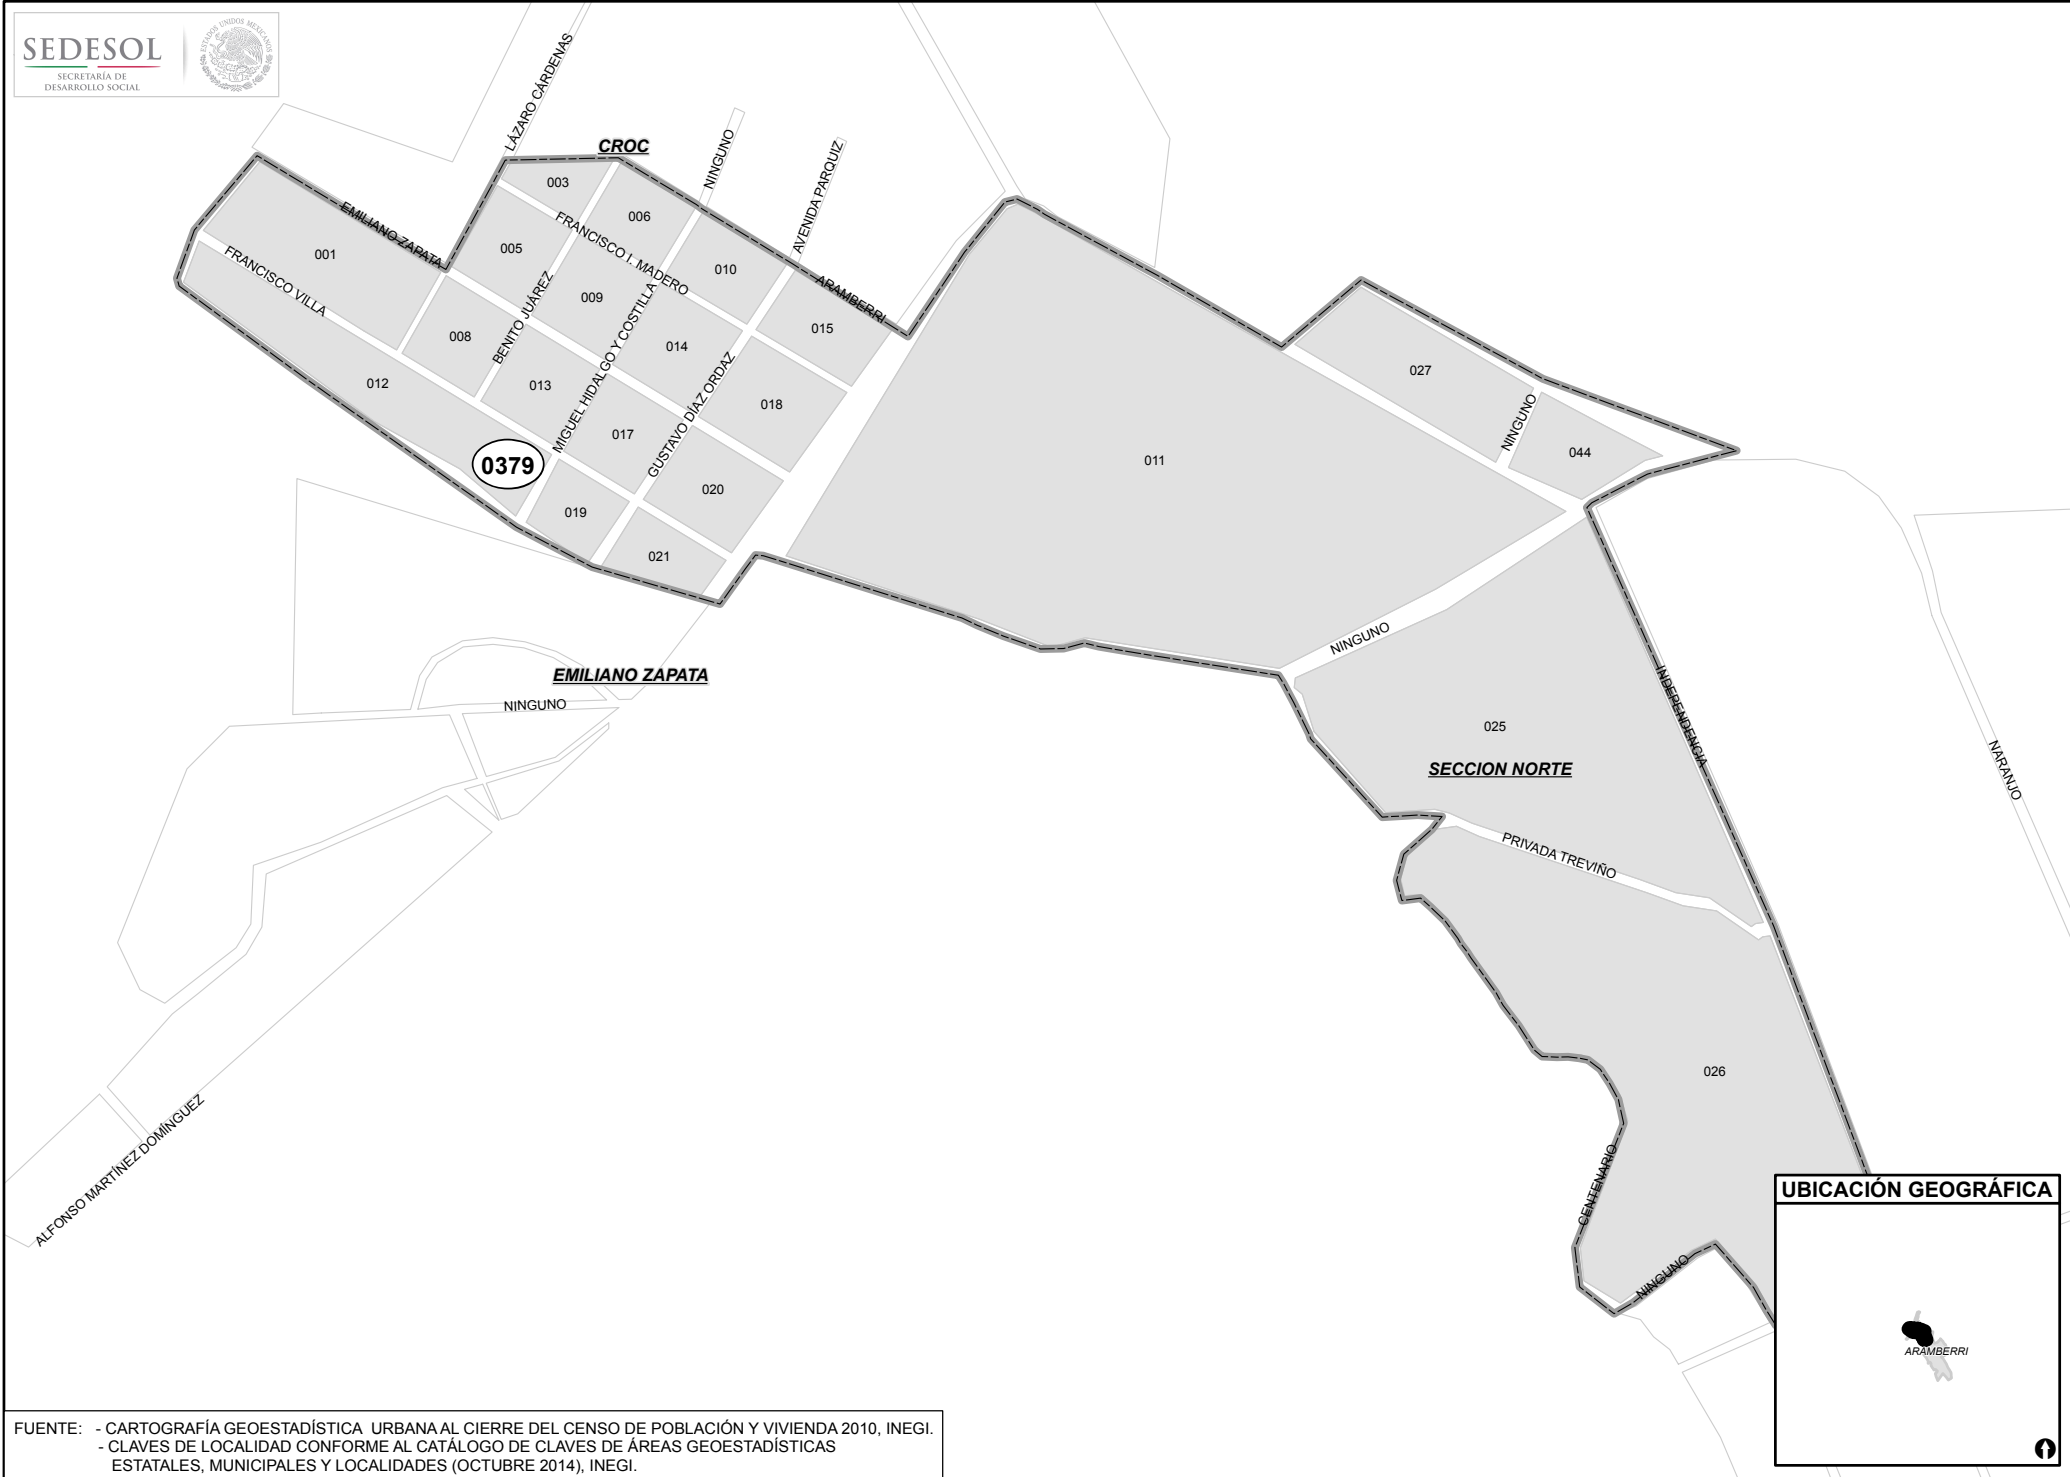 SEDESOL
SECRETARÍA DE
DESARROLLO SOCIAL
ESTADOS UNIDOS MEXICANOS
LÁZARO CÁRDENAS
CROC
NINGUNO
AVENIDA PARQUIZ
003
006
EMILIANO ZAPATA
FRANCISCO I. MADERO
001
005
010
FRANCISCO VILLA
009
ARAMBERRI
BENITO JUÁREZ
MIGUEL HIDALGO Y COSTILLA
008
014
015
012
013
GUSTAVO DÍAZ ORDAZ
018
017
027
NINGUNO
044
011
0379
020
019
021
NINGUNO
EMILIANO ZAPATA
NINGUNO
INDEPENDENCIA
025
SECCION NORTE
NARANJO
PRIVADA TREVIÑO
026
ALFONSO MARTÍNEZ DOMÍNGUEZ
CENTENARIO
NINGUNO
UBICACIÓN GEOGRÁFICA
ARAMBERRI
FUENTE: - CARTOGRAFÍA GEOESTADÍSTICA URBANA AL CIERRE DEL CENSO DE POBLACIÓN Y VIVIENDA 2010, INEGI.
- CLAVES DE LOCALIDAD CONFORME AL CATÁLOGO DE CLAVES DE ÁREAS GEOESTADÍSTICAS
ESTATALES, MUNICIPALES Y LOCALIDADES (OCTUBRE 2014), INEGI.